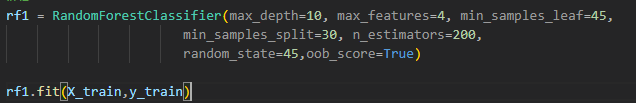 rf1 = RandomForestClassifier(max_depth=10, max_features=4, min_samples_leaf=45,
min_samples_split=30, n_estimators=200,
random_state=45,oob_score=True)
rf1.fit(X_train,y_train)